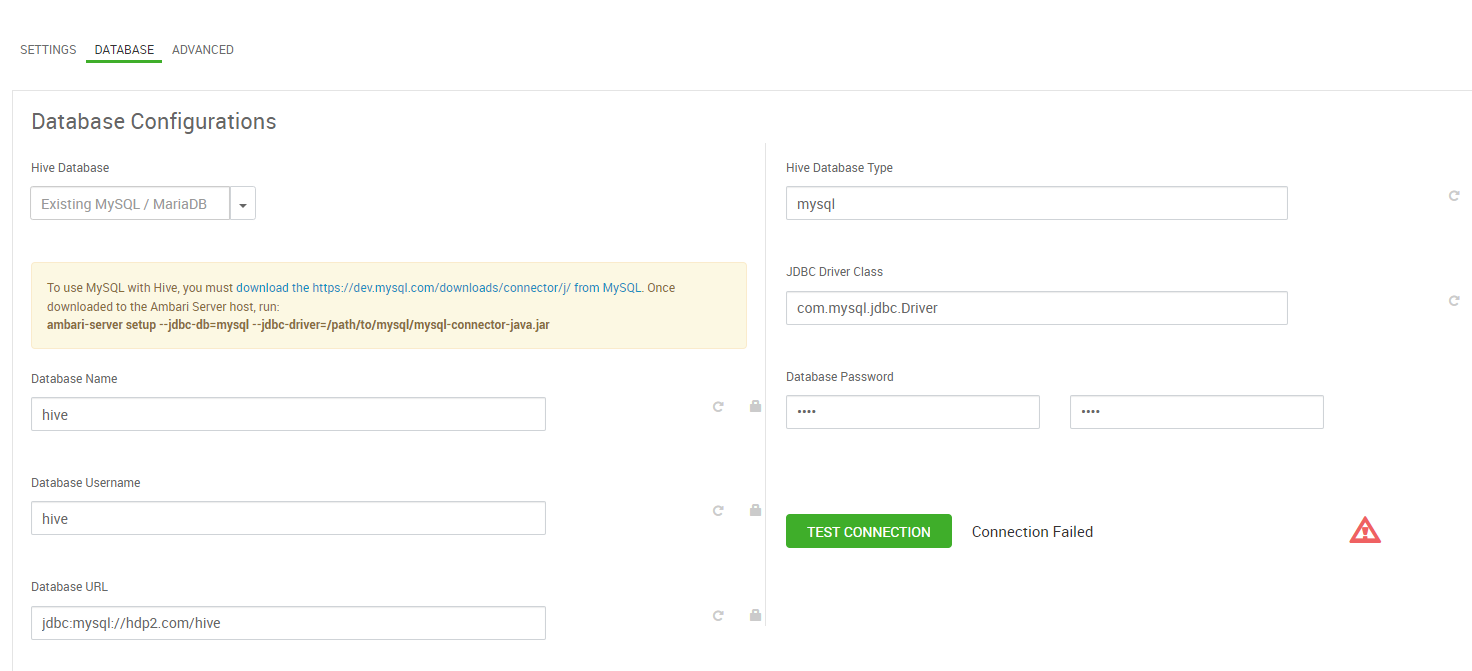 SETTINGS DATABASE ADVANCED
Database Configurations
Hive Database
Existing MySQL / MariaDB
To use MySQL with Hive, you must download the https://dev.mysql.com/downloads/connector/j/ from MySQL. Once
downloaded to the Ambari Server host, run:
ambari-server setup --jdbc-db=mysql --jdbc-driver=/path/to/mysql/mysql-connector-java.jar
Database Name
hive
Database Username
hive
Database URL
jdbc:mysql://hdp2.com/hive
Hive Database Type
mysql
JDBC Driver Class
com.mysql.jdbc.Driver
Database Password
•••• ••••
TEST CONNECTION Connection Failed